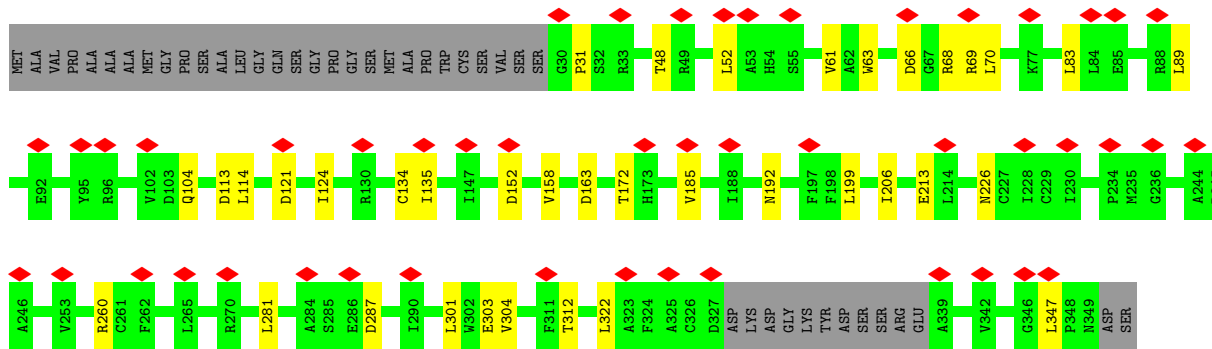 MET ALA VAL PRO ALA ALA ALA MET GLY PRO SER ALA LEU GLY GLN SER GLY PRO GLY SER MET ALA PRO TRP CYS SER VAL SER SER G30 P31 S32 R33 T48 R49 L52 A53 H54 S55 V61 A62 W63 D66 G67 R68 R69 L70 K77 L83 L84 E85 R88 L89
E92 Y95 R96 V102 D103 Q104 D113 L114 D121 I124 R130 C134 I135 I147 D152 V158 D163 T172 H173 V185 I188 N192 F197 F198 L199 I206 E213 L214 N226 C227 I228 C229 I230 P234 M235 G236 A244
A246 V253 R260 C261 F262 L265 R270 L281 A284 S285 E286 D287 I290 L301 W302 E303 V304 F311 T312 L322 A323 F324 A325 C326 D327 ASP LYS ASP GLY LYS TYR ASP SER SER ARG GLU A339 V342 G346 L347 P348 N349 ASP SER